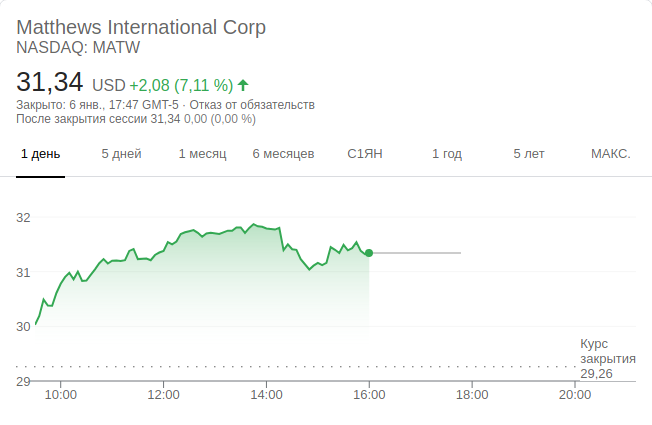 Matthews International Corp
NASDAQ: MATW
31,34 USD +2,08 (7,11 %)
Закрыто: 6 янв., 17:47 GMT-5 · Отказ от обязательств
После закрытия сессии 31,34 0,00 (0,00 %)
1 день 5 дней 1 месяц 6 месяцев С1ЯН 1 год 5 лет МАКС.
32
31
30
Курс
закрытия
29,26
29
10:00 12:00 14:00 16:00 18:00 20:00